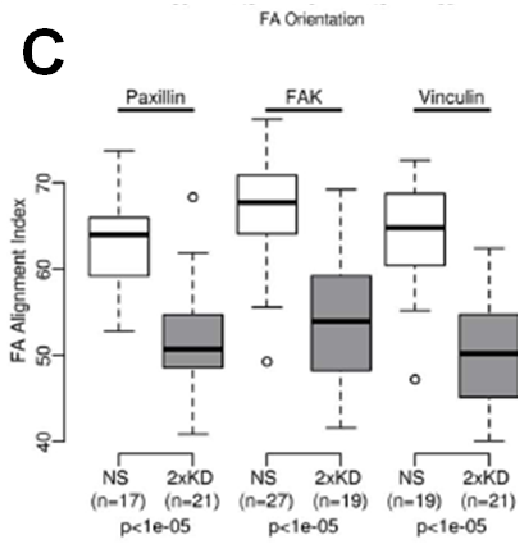 FA Orientation
C
Paxillin FAK Vinculin
FA Alignment Index
70
60
50
40
NS 2xKD NS 2xKD NS 2xKD
(n=17) (n=21) (n=27) (n=19) (n=19) (n=21)
p<1e-05 p<1e-05 p<1e-05